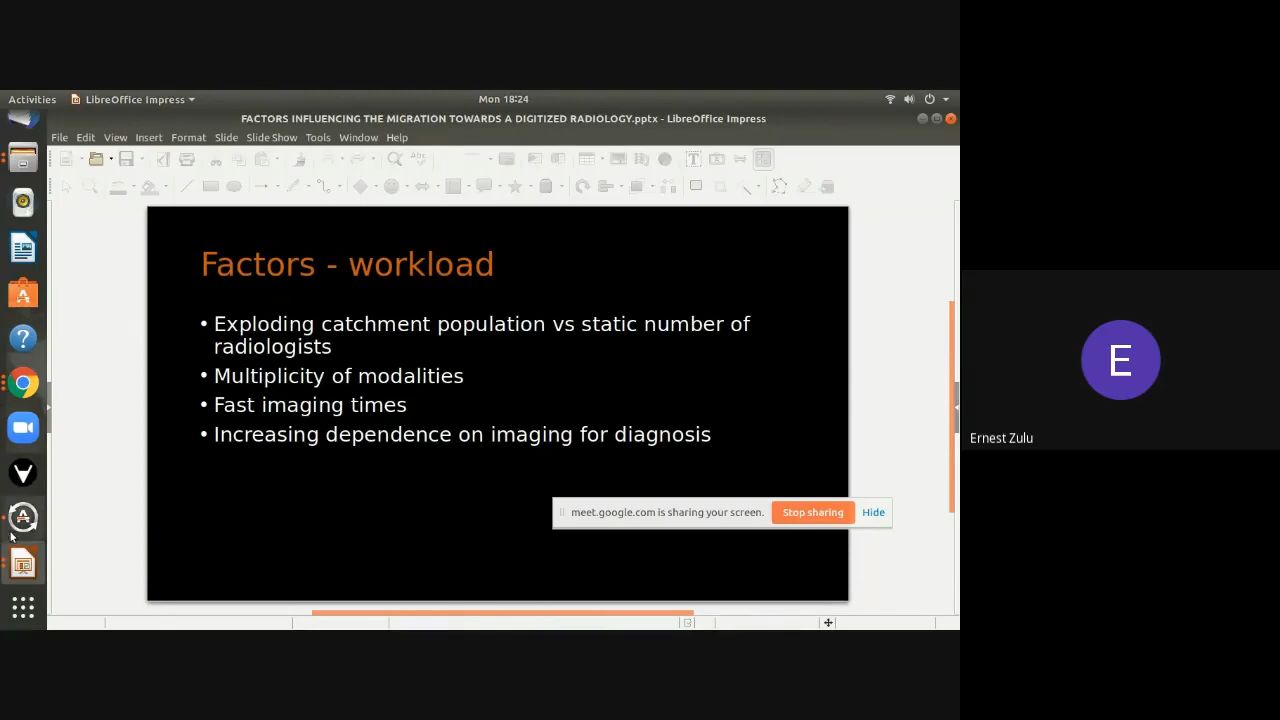 Activities LibreOffice Impress Mon 18:24
FACTORS INFLUENCING THE MIGRATION TOWARDS A DIGITIZED RADIOLOGY.pptx - LibreOffice Impress
File Edit View Insert Format Slide Slide Show Tools Window Help
Factors - workload
• Exploding catchment population vs static number of
radiologists
• Multiplicity of modalities
• Fast imaging times
• Increasing dependence on imaging for diagnosis
meet.google.com is sharing your screen. Stop sharing Hide
E
Ernest Zulu